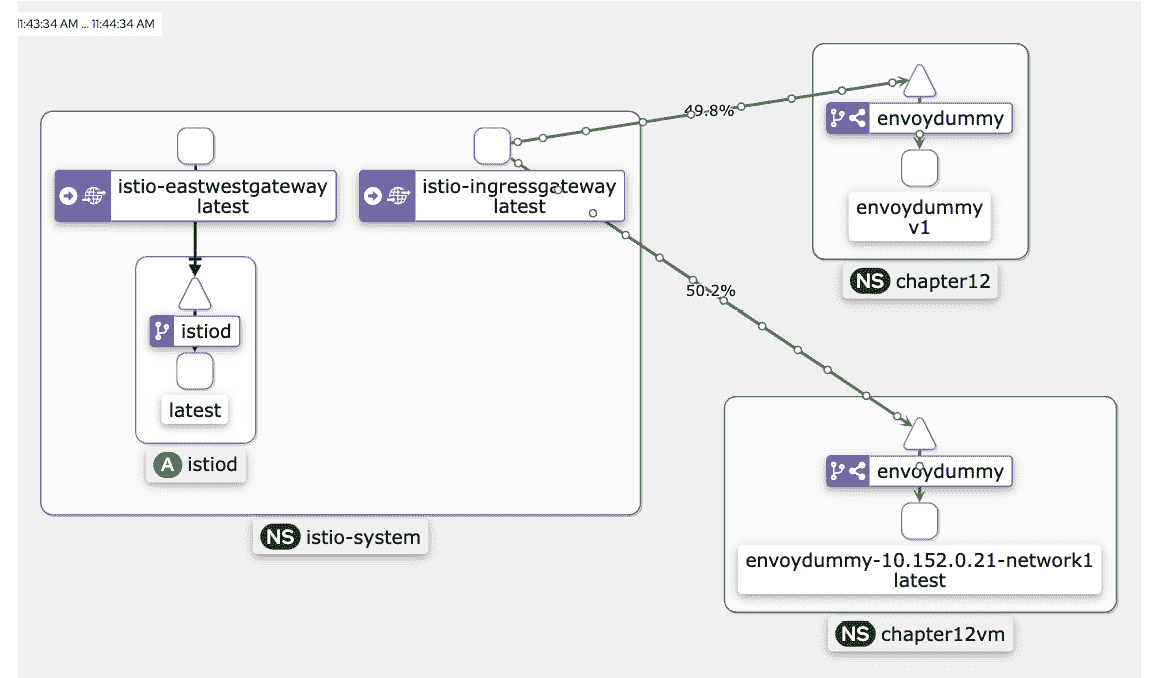 11:43:34 AM ... 11:44:34 AM
49.8%
envoydummy
istio-eastwestgateway
latest
istio-ingressgateway
latest
envoydummy
v1
NS chapter12
50.2%
istiod
latest
A istiod
envoydummy
NS istio-system
envoydummy-10.152.0.21-network1
latest
NS chapter12vm